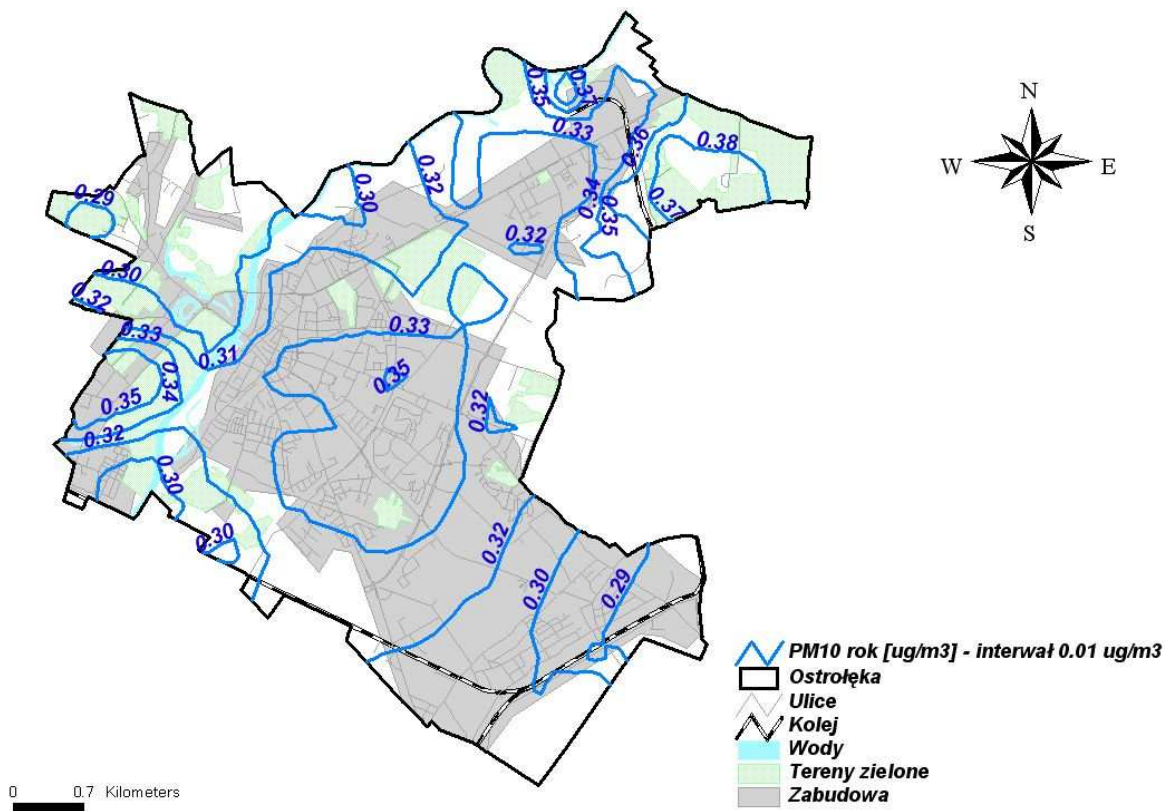 0.35
0.37
0.33
0.36
0.38
0.32
0.30
0.34
0.35
0.37
0.29
0.32
0.30
0.32
0.33
0.31
0.33
0.34
0.35
0.35
0.32
0.32
0.30
0.30
0.32
0.30
0.29
N
W
E
S
PM10 rok [ug/m3] - interwał 0.01 ug/m3
Ostrołęka
Ulice
Kolej
Wody
Tereny zielone
Zabudowa
0 0.7 Kilometers